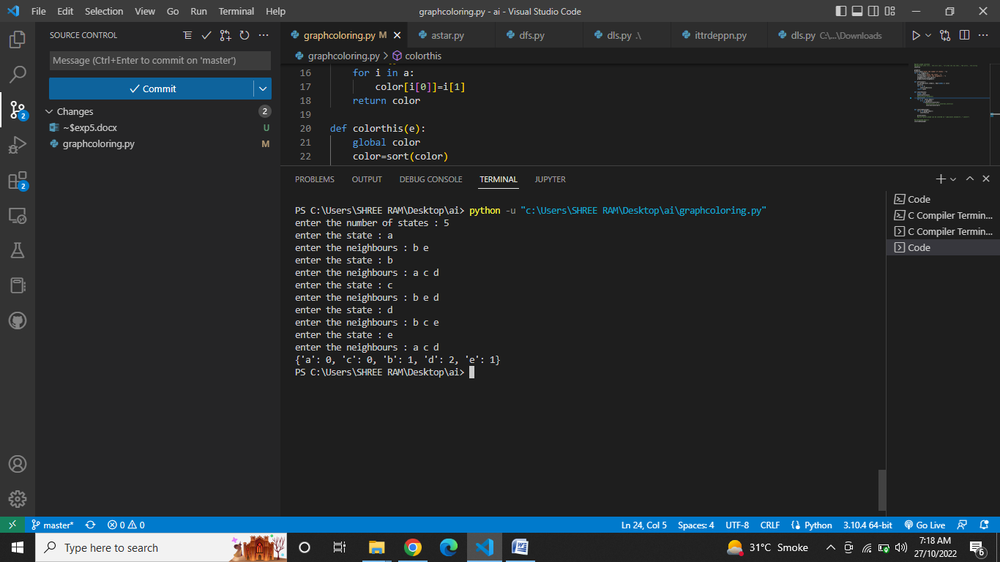 File Edit Selection View Go Run Terminal Help graphcoloring.py - ai - Visual Studio Code
SOURCE CONTROL
Message (Ctrl+Enter to commit on 'master')
Commit
Changes 2
~$exp5.docx U
graphcoloring.py M
2
2
graphcoloring.py M astar.py dfs.py dls.py .\ ittrdeppn.py dls.py C:\...\Downloads
graphcoloring.py > colorthis
16 for i in a:
17 color[i[0]]=i[1]
18 return color
19
20 def colorthis(e):
21 global color
22 color=sort(color)
PROBLEMS OUTPUT DEBUG CONSOLE TERMINAL JUPYTER
PS C:\Users\SHREE RAM\Desktop\ai> python -u "c:\Users\SHREE RAM\Desktop\ai\graphcoloring.py"
enter the number of states : 5
enter the state : a
enter the neighbours : b e
enter the state : b
enter the neighbours : a c d
enter the state : c
enter the neighbours : b e d
enter the state : d
enter the neighbours : b c e
enter the state : e
enter the neighbours : a c d
{'a': 0, 'c': 0, 'b': 1, 'd': 2, 'e': 1}
PS C:\Users\SHREE RAM\Desktop\ai>
Code
C Compiler Termin...
C Compiler Termin...
Code
master* 0 0 Ln 24, Col 5 Spaces: 4 UTF-8 CRLF Python 3.10.4 64-bit Go Live
Type here to search
31°C Smoke
7:18 AM
27/10/2022
6